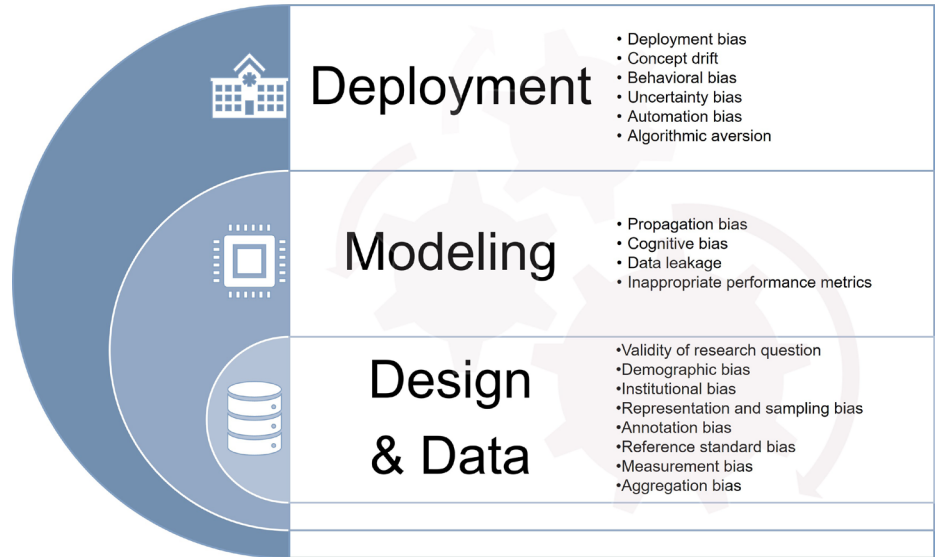 Deployment
• Deployment bias
• Concept drift
• Behavioral bias
• Uncertainty bias
• Automation bias
• Algorithmic aversion
Modeling
• Propagation bias
• Cognitive bias
• Data leakage
• Inappropriate performance metrics
Design
& Data
•Validity of research question
•Demographic bias
•Institutional bias
•Representation and sampling bias
•Annotation bias
•Reference standard bias
•Measurement bias
•Aggregation bias